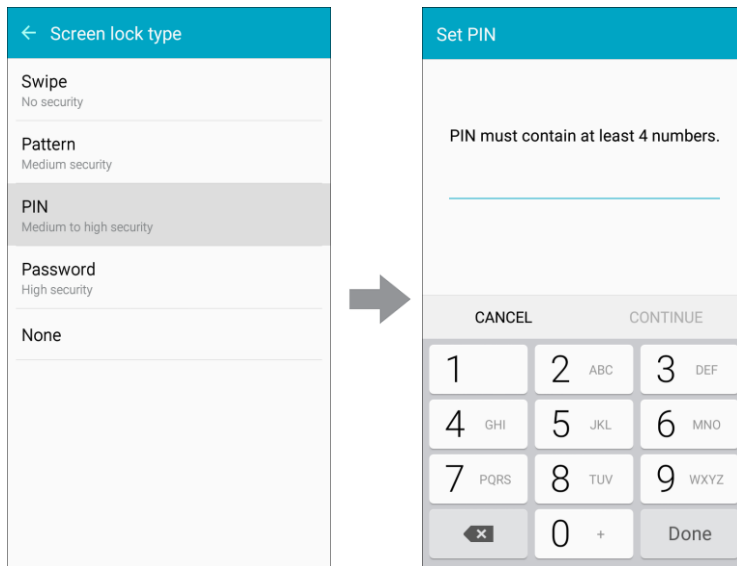 Screen lock type
Swipe
No security
Pattern
Medium security
PIN
Medium to high security
Password
High security
None
Set PIN
PIN must contain at least 4 numbers.
CANCEL CONTINUE
1 2 ABC 3 DEF
4 GHI 5 JKL 6 MNO
7 PQRS 8 TUV 9 WXYZ
0 + Done